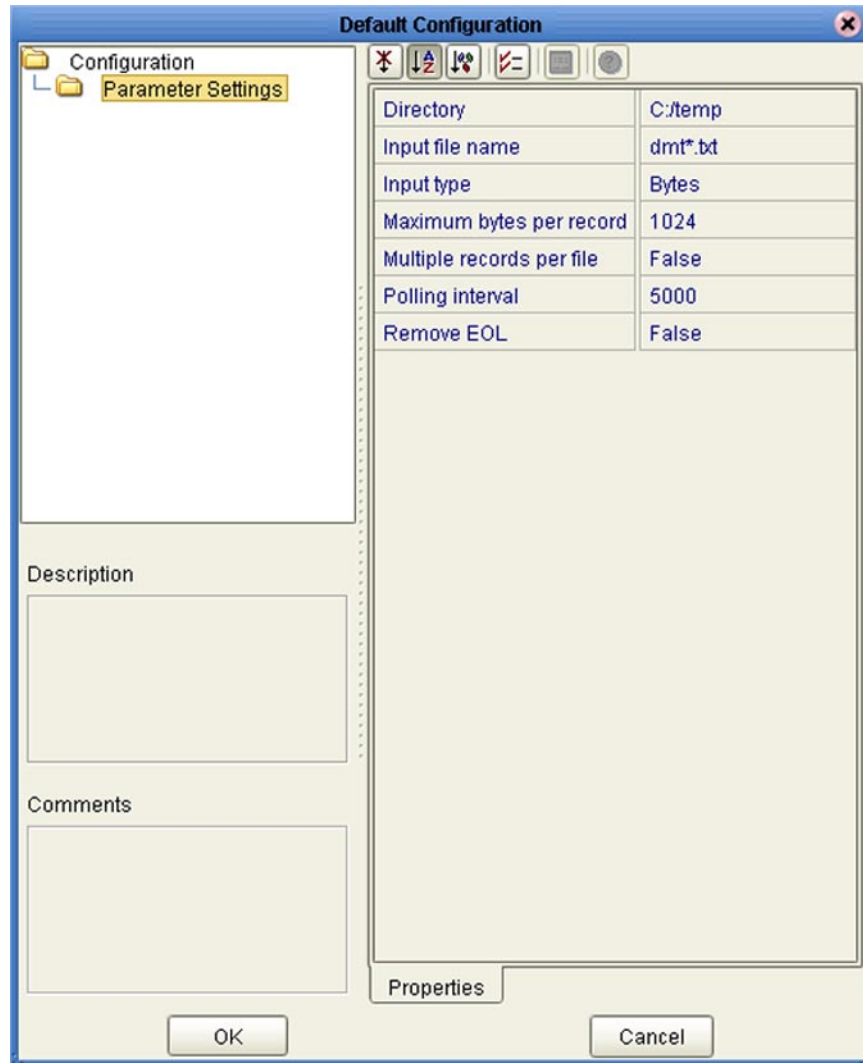 Default Configuration
Configuration
Parameter Settings
Directory C:/temp
Input file name dmt*.txt
Input type Bytes
Maximum bytes per record 1024
Multiple records per file False
Polling interval 5000
Remove EOL False
Description
Comments
Properties
OK Cancel